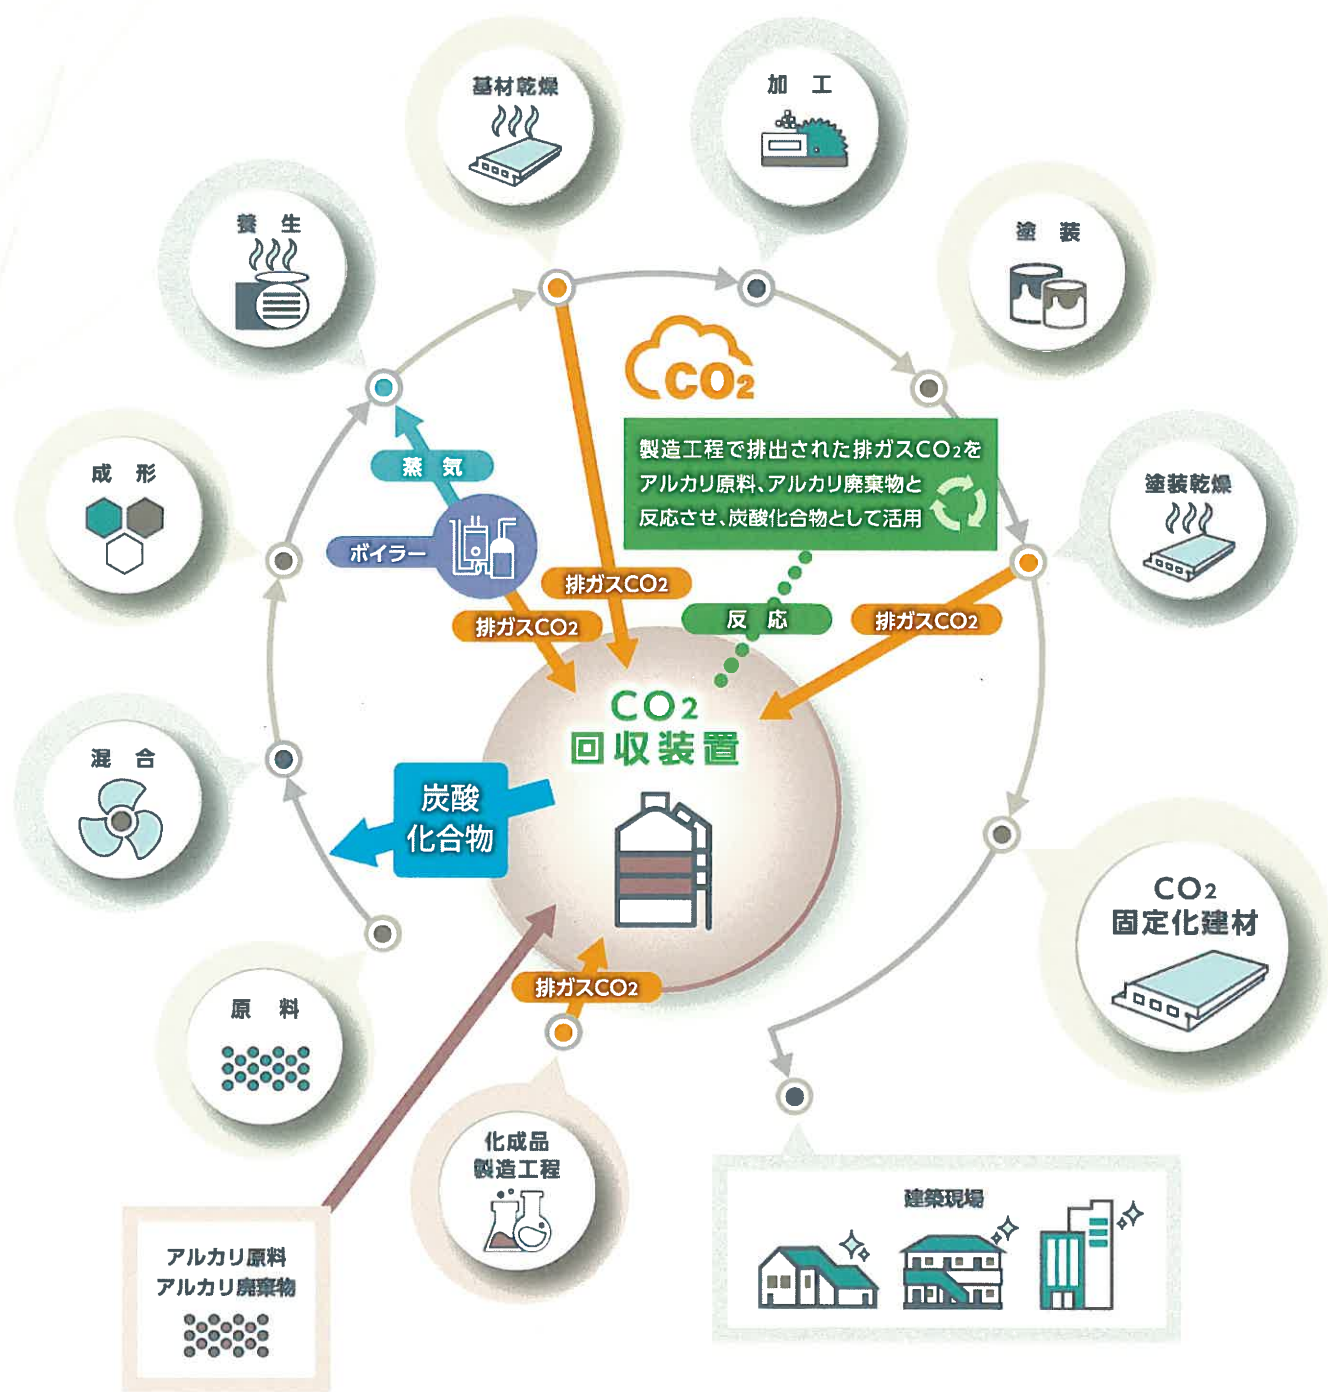 基材乾燥
加 工
養 生
塗 装
CO2
製造工程で排出された排ガスCO2を
アルカリ原料、アルカリ廃棄物と
反応させ、炭酸化合物として活用
蒸 気
成 形
塗装乾燥
ボイラー
排ガスCO2
排ガスCO2
反 応
排ガスCO2
CO2
回収装置
混 合
炭酸
化合物
CO2
固定化建材
排ガスCO2
原 料
化成品
製造工程
建築現場
アルカリ原料
アルカリ廃棄物